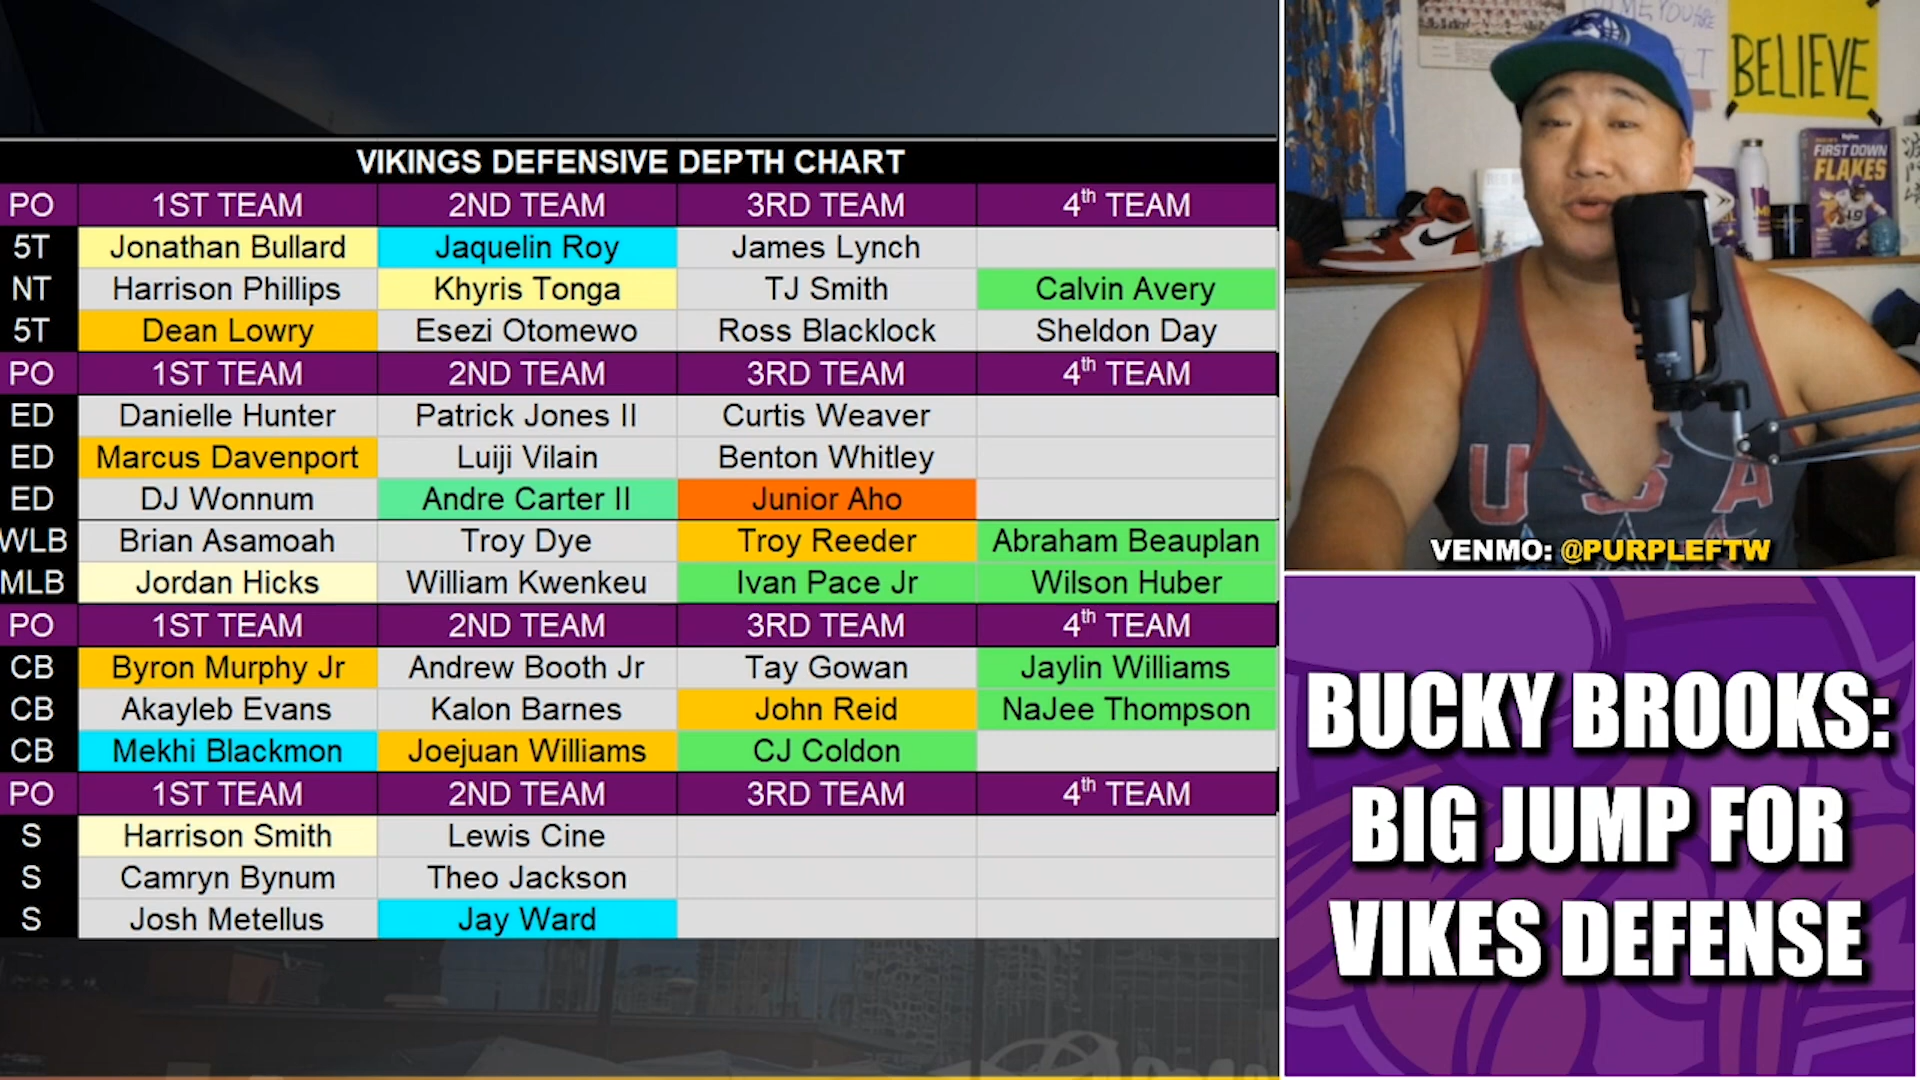 VIKINGS DEFENSIVE DEPTH CHART
PO 1ST TEAM 2ND TEAM 3RD TEAM 4th TEAM
5T Jonathan Bullard Jaquelin Roy James Lynch
NT Harrison Phillips Khyris Tonga TJ Smith Calvin Avery
5T Dean Lowry Esezi Otomewo Ross Blacklock Sheldon Day
PO 1ST TEAM 2ND TEAM 3RD TEAM 4th TEAM
ED Danielle Hunter Patrick Jones II Curtis Weaver
ED Marcus Davenport Luiji Vilain Benton Whitley
ED DJ Wonnum Andre Carter II Junior Aho
WLB Brian Asamoah Troy Dye Troy Reeder Abraham Beauplan
MLB Jordan Hicks William Kwenkeu Ivan Pace Jr Wilson Huber
PO 1ST TEAM 2ND TEAM 3RD TEAM 4th TEAM
CB Byron Murphy Jr Andrew Booth Jr Tay Gowan Jaylin Williams
CB Akayleb Evans Kalon Barnes John Reid NaJee Thompson
CB Mekhi Blackmon Joejuan Williams CJ Coldon
PO 1ST TEAM 2ND TEAM 3RD TEAM 4th TEAM
S Harrison Smith Lewis Cine
S Camryn Bynum Theo Jackson
S Josh Metellus Jay Ward
BELIEVE
FIRST DOWN
FLAKES
USA
VENMO: @PURPLEFTW
BUCKY BROOKS:
BIG JUMP FOR
VIKES DEFENSE